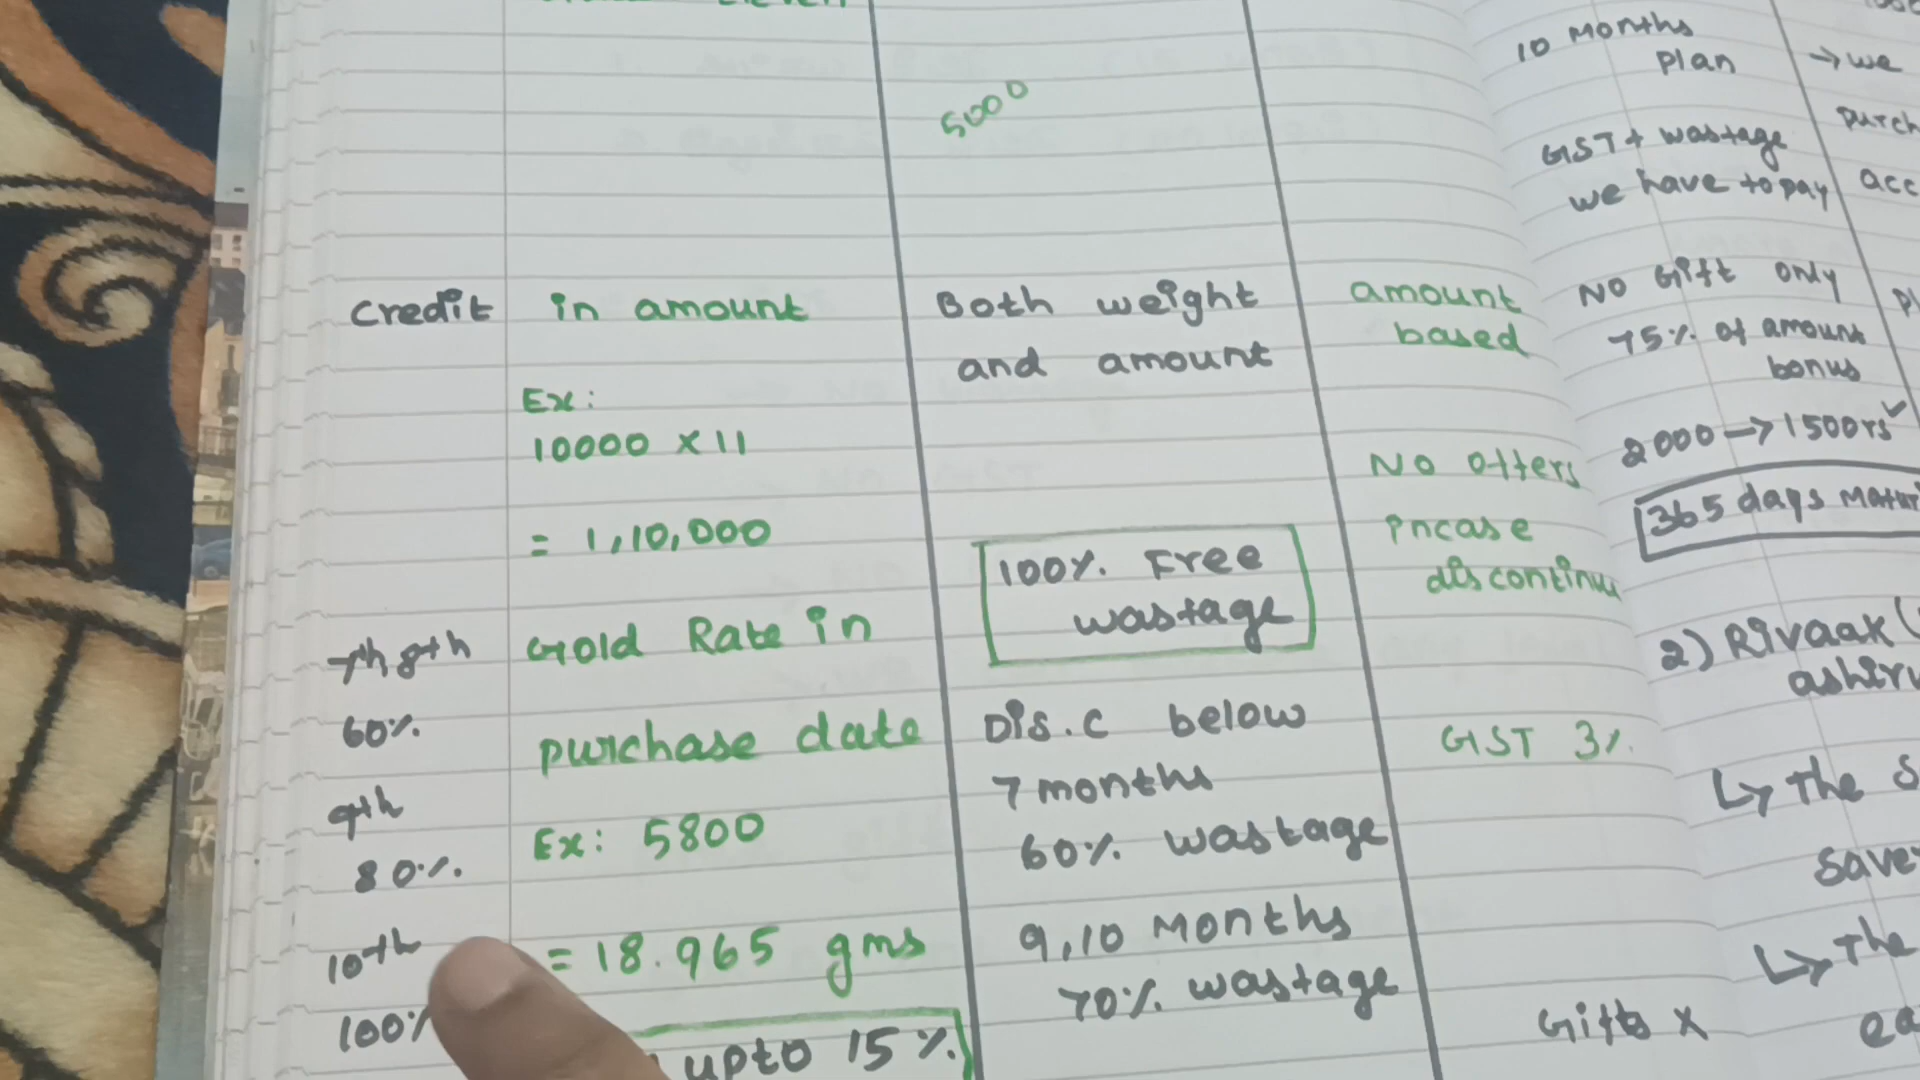 5000
credit
in amount
Ex:
10000 x 11
= 1,10,000
Gold Rate in
purchase date
Ex: 5800
= 18.965 gms
upto 15%
7th 8th
60%
9th
80%
10th
100%
Both weight
and amount
100% Free
wastage
Dis.c below
7 months
60% wastage
9,10 Months
70% wastage
amount
based
No offers
incase
discontinue
GST 3%
Gifts x
10 Months
plan
GST + wastage
we have to pay
NO Gift only
75% of amount
bonus
2000 → 1500rs ✓
365 days
2) Rivaak
↳ The
↳ The
→ we